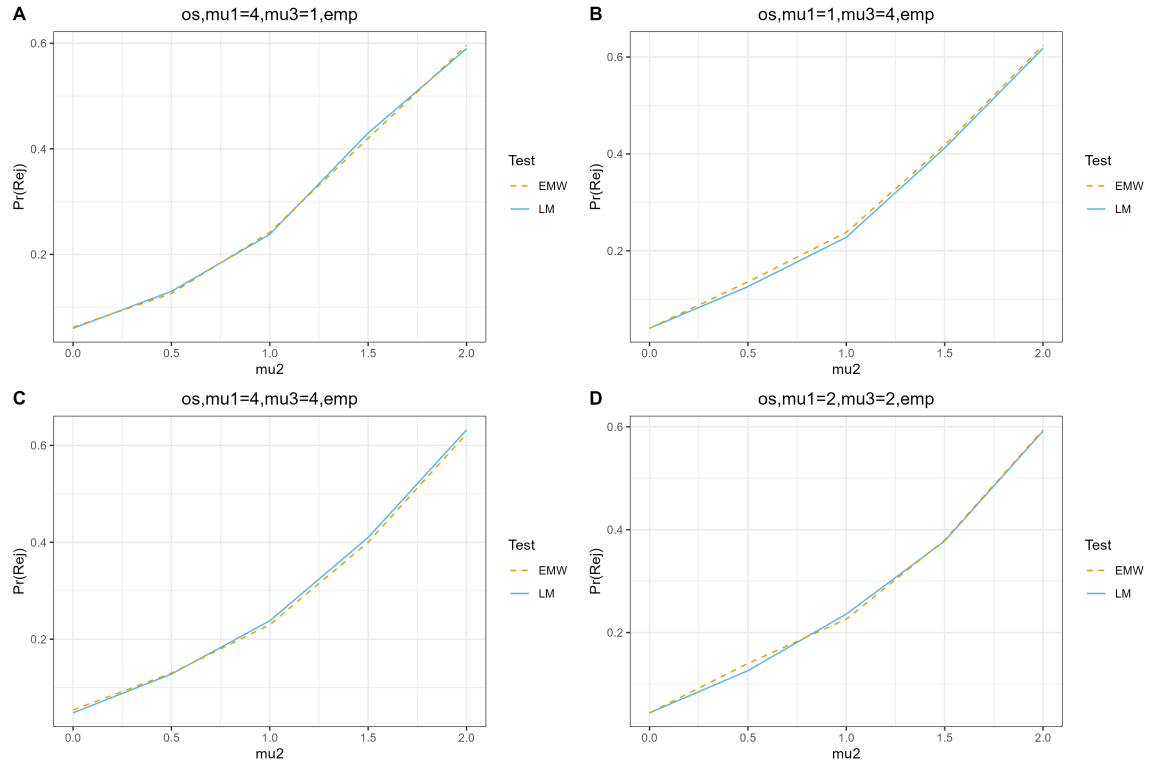 A
os,mu1=4,mu3=1,emp
0.6
0.4
0.2
Pr(Rej)
0.0 0.5 1.0 1.5 2.0
mu2
Test
EMW
LM
B
os,mu1=1,mu3=4,emp
0.6
0.4
0.2
Pr(Rej)
0.0 0.5 1.0 1.5 2.0
mu2
Test
EMW
LM
C
os,mu1=4,mu3=4,emp
0.6
0.4
0.2
Pr(Rej)
0.0 0.5 1.0 1.5 2.0
mu2
Test
EMW
LM
D
os,mu1=2,mu3=2,emp
0.6
0.4
0.2
Pr(Rej)
0.0 0.5 1.0 1.5 2.0
mu2
Test
EMW
LM